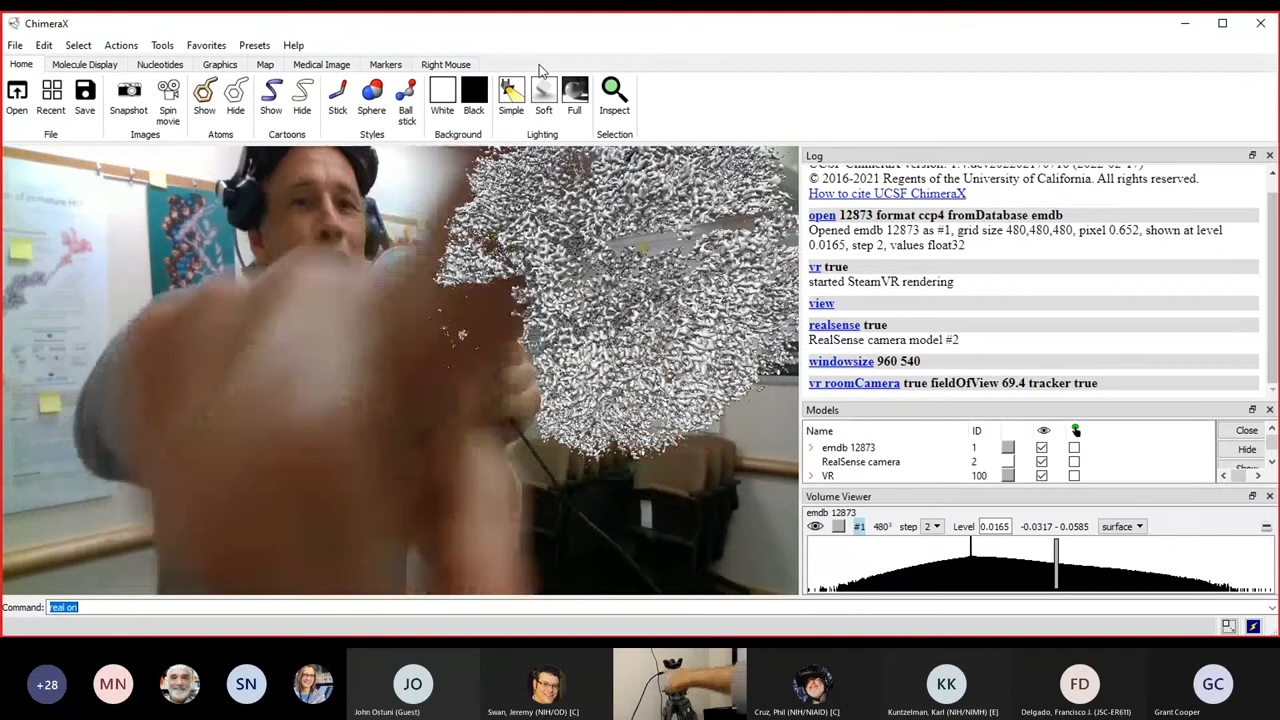 ChimeraX
File Edit Select Actions Tools Favorites Presets Help
Home Molecule Display Nucleotides Graphics Map Medical Image Markers Right Mouse
Open Recent Save Snapshot Spin movie Show Hide Show Hide Stick Sphere Ball stick White Black Simple Soft Full Inspect
File Images Atoms Cartoons Styles Background Lighting Selection
Log
© 2016-2021 Regents of the University of California. All rights reserved.
How to cite UCSF ChimeraX
open 12873 format ccp4 fromDatabase emdb
Opened emdb 12873 as #1, grid size 480,480,480, pixel 0.652, shown at level
0.0165, step 2, values float32
vr true
started SteamVR rendering
view
realsense true
RealSense camera model #2
windowsize 960 540
vr roomCamera true fieldOfView 69.4 tracker true
Models
Name ID
emdb 12873 1
RealSense camera 2
VR 100
Close
Hide
Volume Viewer
emdb 12873
#1 480³ step 2 Level 0.0165 -0.0317 - 0.0585 surface
Command: real on
+28 MN SN JO KK FD GC
John Ostuni (Guest) Swan, Jeremy (NIH/OD) [C] Cruz, Phil (NIH/NIAID) [C] Kuntzelman, Karl (NIH/NIMH) [E] Delgado, Francisco J. (JSC-ER611) Grant Cooper